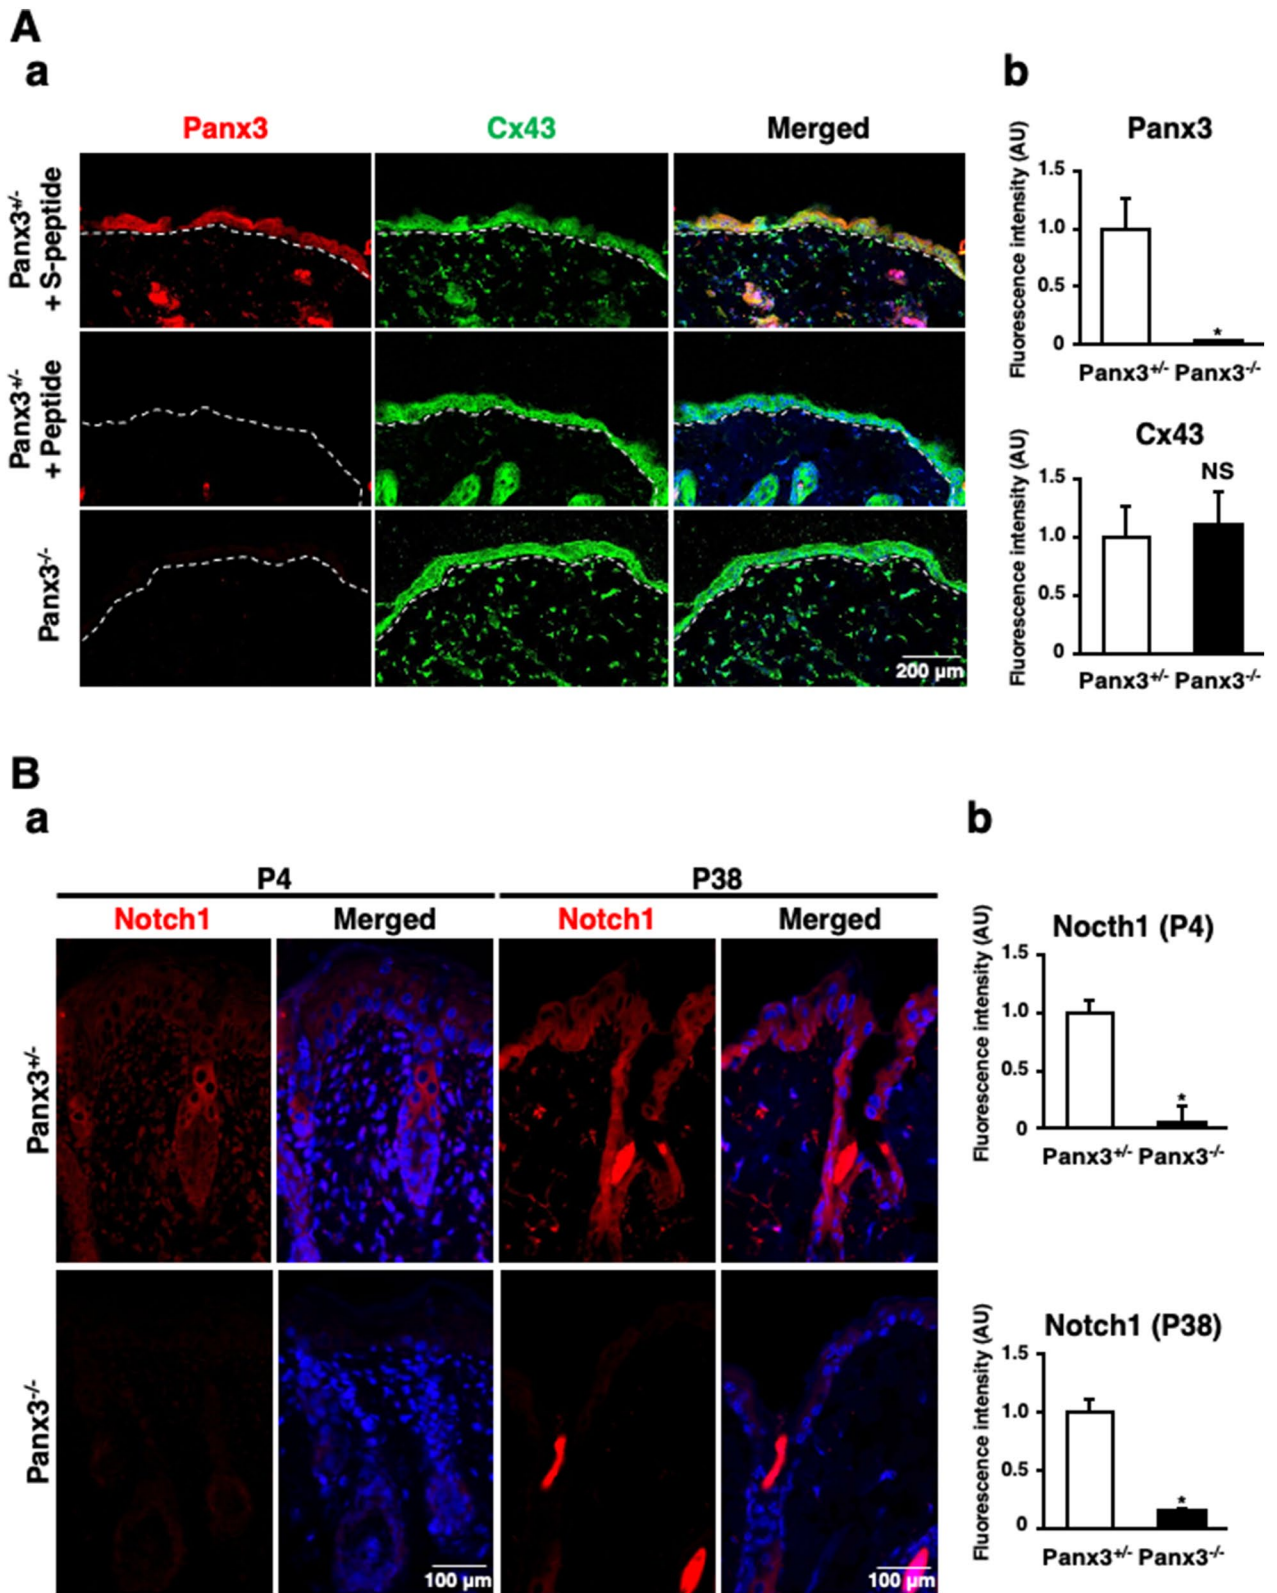 A
a
b
Panx3
Cx43
Merged
Panx3+/-
+ S-peptide
Panx3+/-
+ Peptide
Panx3-/-
200 µm
Panx3
Fluorescence intensity (AU)
1.5
1.0
0.5
0
*
Panx3+/- Panx3-/-
Cx43
Fluorescence intensity (AU)
NS
1.5
1.0
0.5
0
Panx3+/- Panx3-/-
B
a
b
P4
P38
Notch1
Merged
Notch1
Merged
Panx3+/-
Panx3-/-
100 µm
100 µm
Nocth1 (P4)
Fluorescence intensity (AU)
1.5
1.0
0.5
0
*
Panx3+/- Panx3-/-
Notch1 (P38)
Fluorescence intensity (AU)
1.5
1.0
0.5
0
*
Panx3+/- Panx3-/-